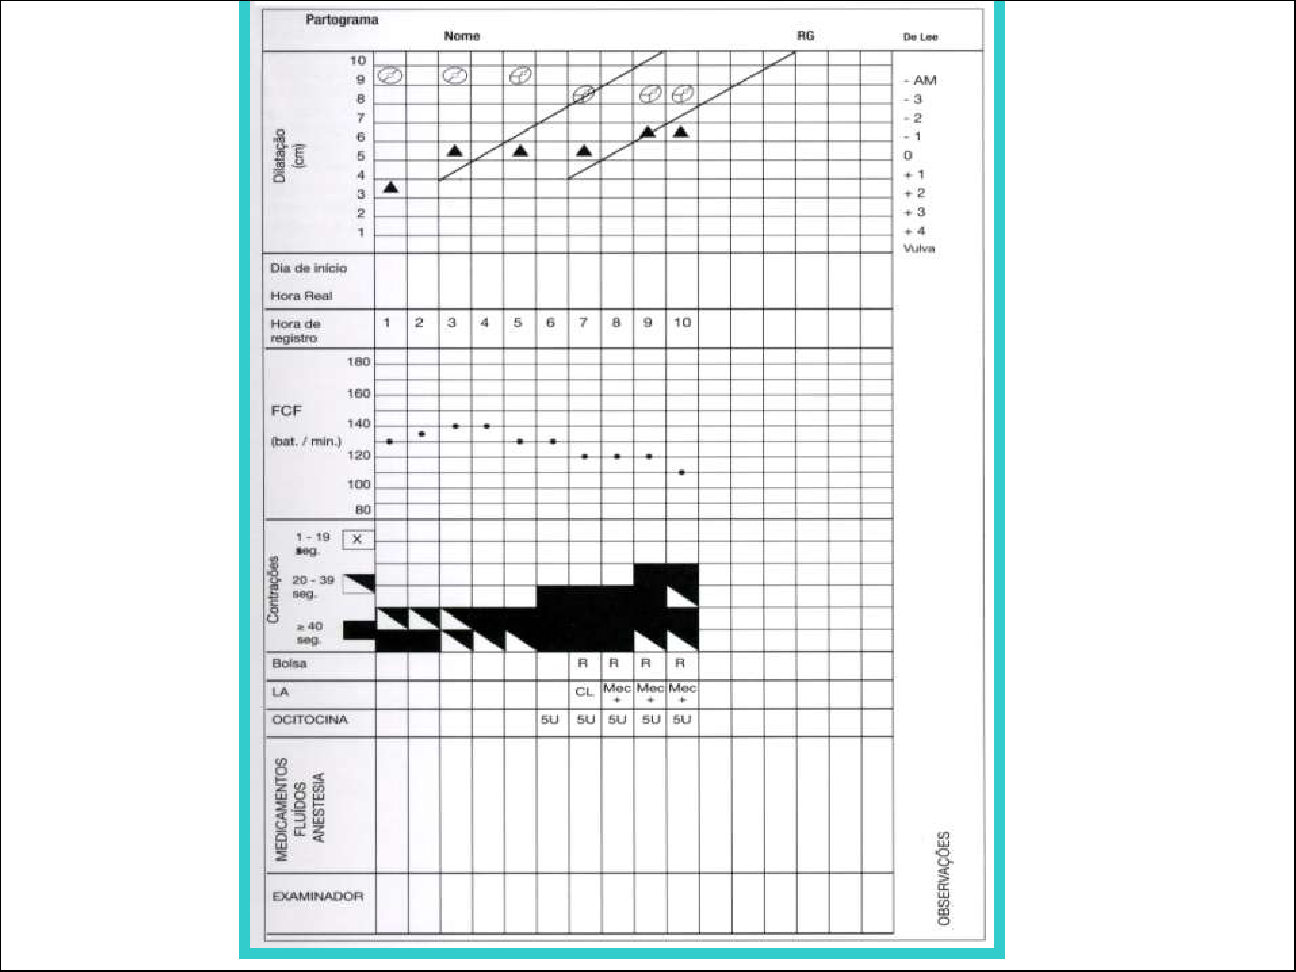 Partograma
Nome RG De Lee
Dilatação (cm)
10
9 - AM
8 - 3
7 - 2
6 - 1
5 0
4 + 1
3 + 2
2 + 3
1 + 4
Vulva
Dia de início
Hora Real
Hora de registro 1 2 3 4 5 6 7 8 9 10
FCF (bat. / min.)
180
160
140
120
100
80
Contrações
1 - 19 seg. X
20 - 39 seg.
≥ 40 seg.
Bolsa R R R R
LA CL Mec + Mec + Mec +
OCITOCINA 5U 5U 5U 5U 5U
MEDICAMENTOS
FLUÍDOS
ANESTESIA
EXAMINADOR
OBSERVAÇÕES